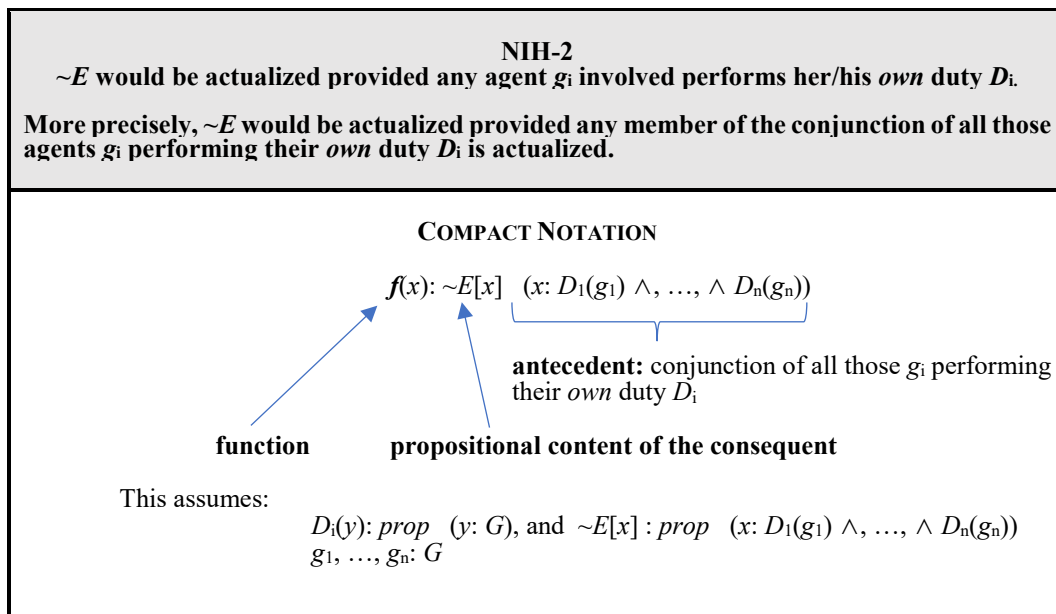 NIH-2
~E would be actualized provided any agent gᵢ involved performs her/his own duty Dᵢ.
More precisely, ~E would be actualized provided any member of the conjunction of all those
agents gᵢ performing their own duty Dᵢ is actualized.
COMPACT NOTATION
f(x): ~E[x] (x: D₁(g₁) ∧, …, ∧ Dₙ(gₙ))
antecedent: conjunction of all those gᵢ performing
their own duty Dᵢ
function propositional content of the consequent
This assumes:
Dᵢ(y): prop (y: G), and ~E[x] : prop (x: D₁(g₁) ∧, …, ∧ Dₙ(gₙ))
g₁, …, gₙ: G